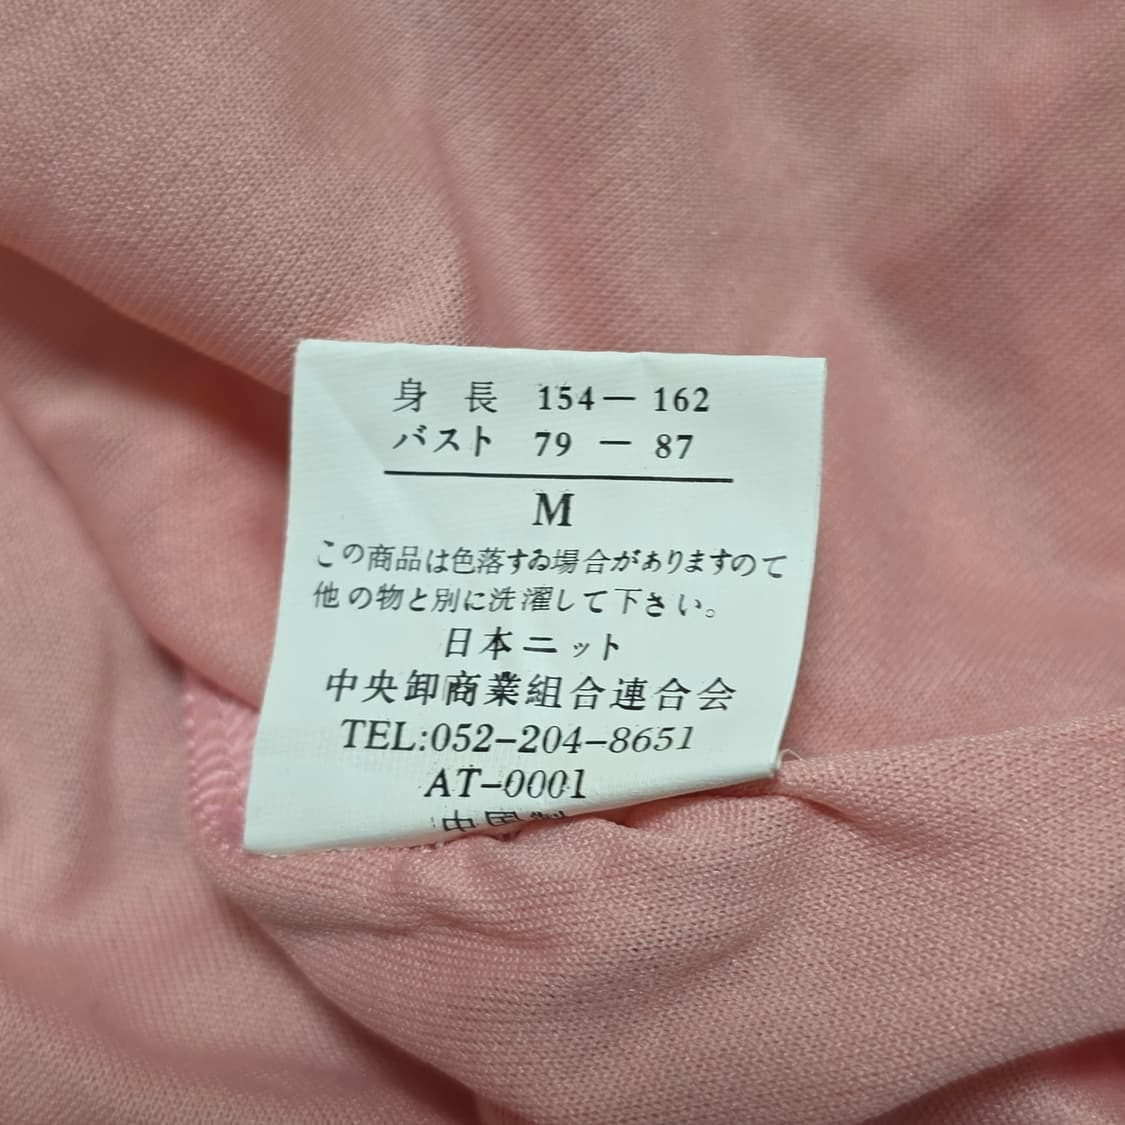 身長 154－162
バスト 79－87
M
この商品は色落する場合がありますので
他の物と別に洗濯して下さい。
日本ニット
中央卸商業組合連合会
TEL:052-204-8651
AT-0001
中国製